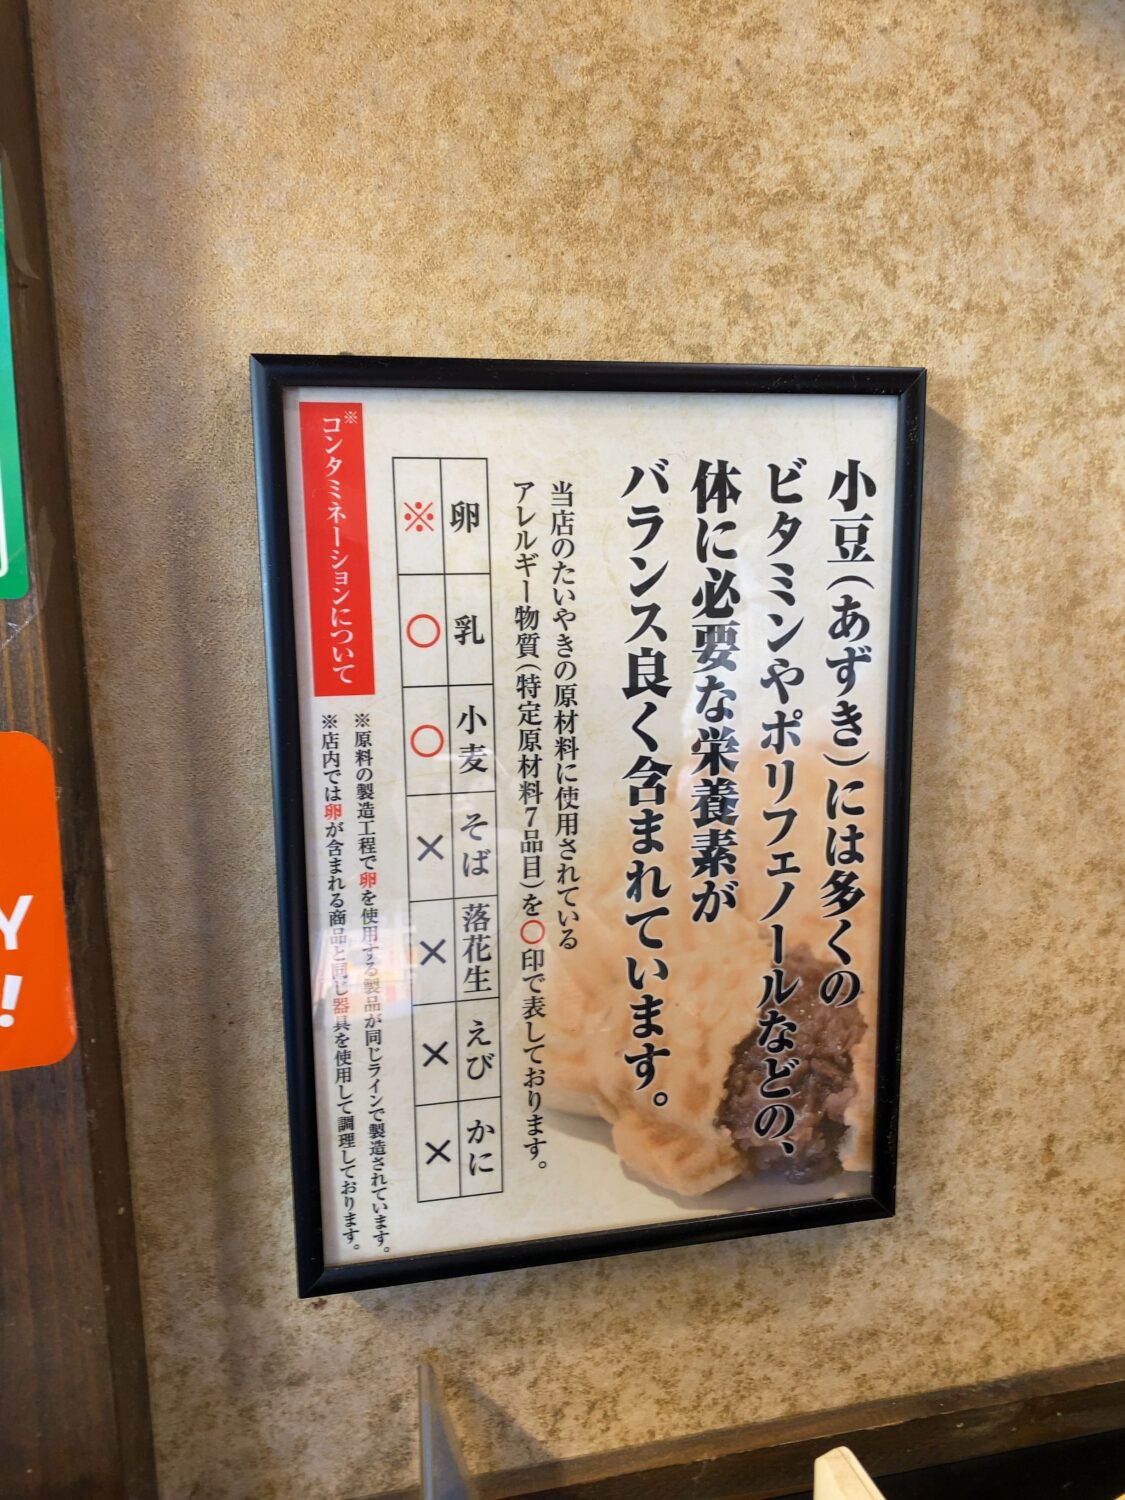 小豆(あずき)には多くの
ビタミンやポリフェノールなどの、
体に必要な栄養素が
バランス良く含まれています。
当店のたいやきの原材料に使用されている
アレルギー物質(特定原材料7品目)を〇印で表しております。
卵 乳 小麦 そば 落花生 えび かに
※ 〇 〇 × × × ×
※コンタミネーションについて
※原料の製造工程で卵を使用する製品が同じラインで製造されています。
※店内では卵が含まれる商品と同じ器具を使用して調理しております。
Y
!